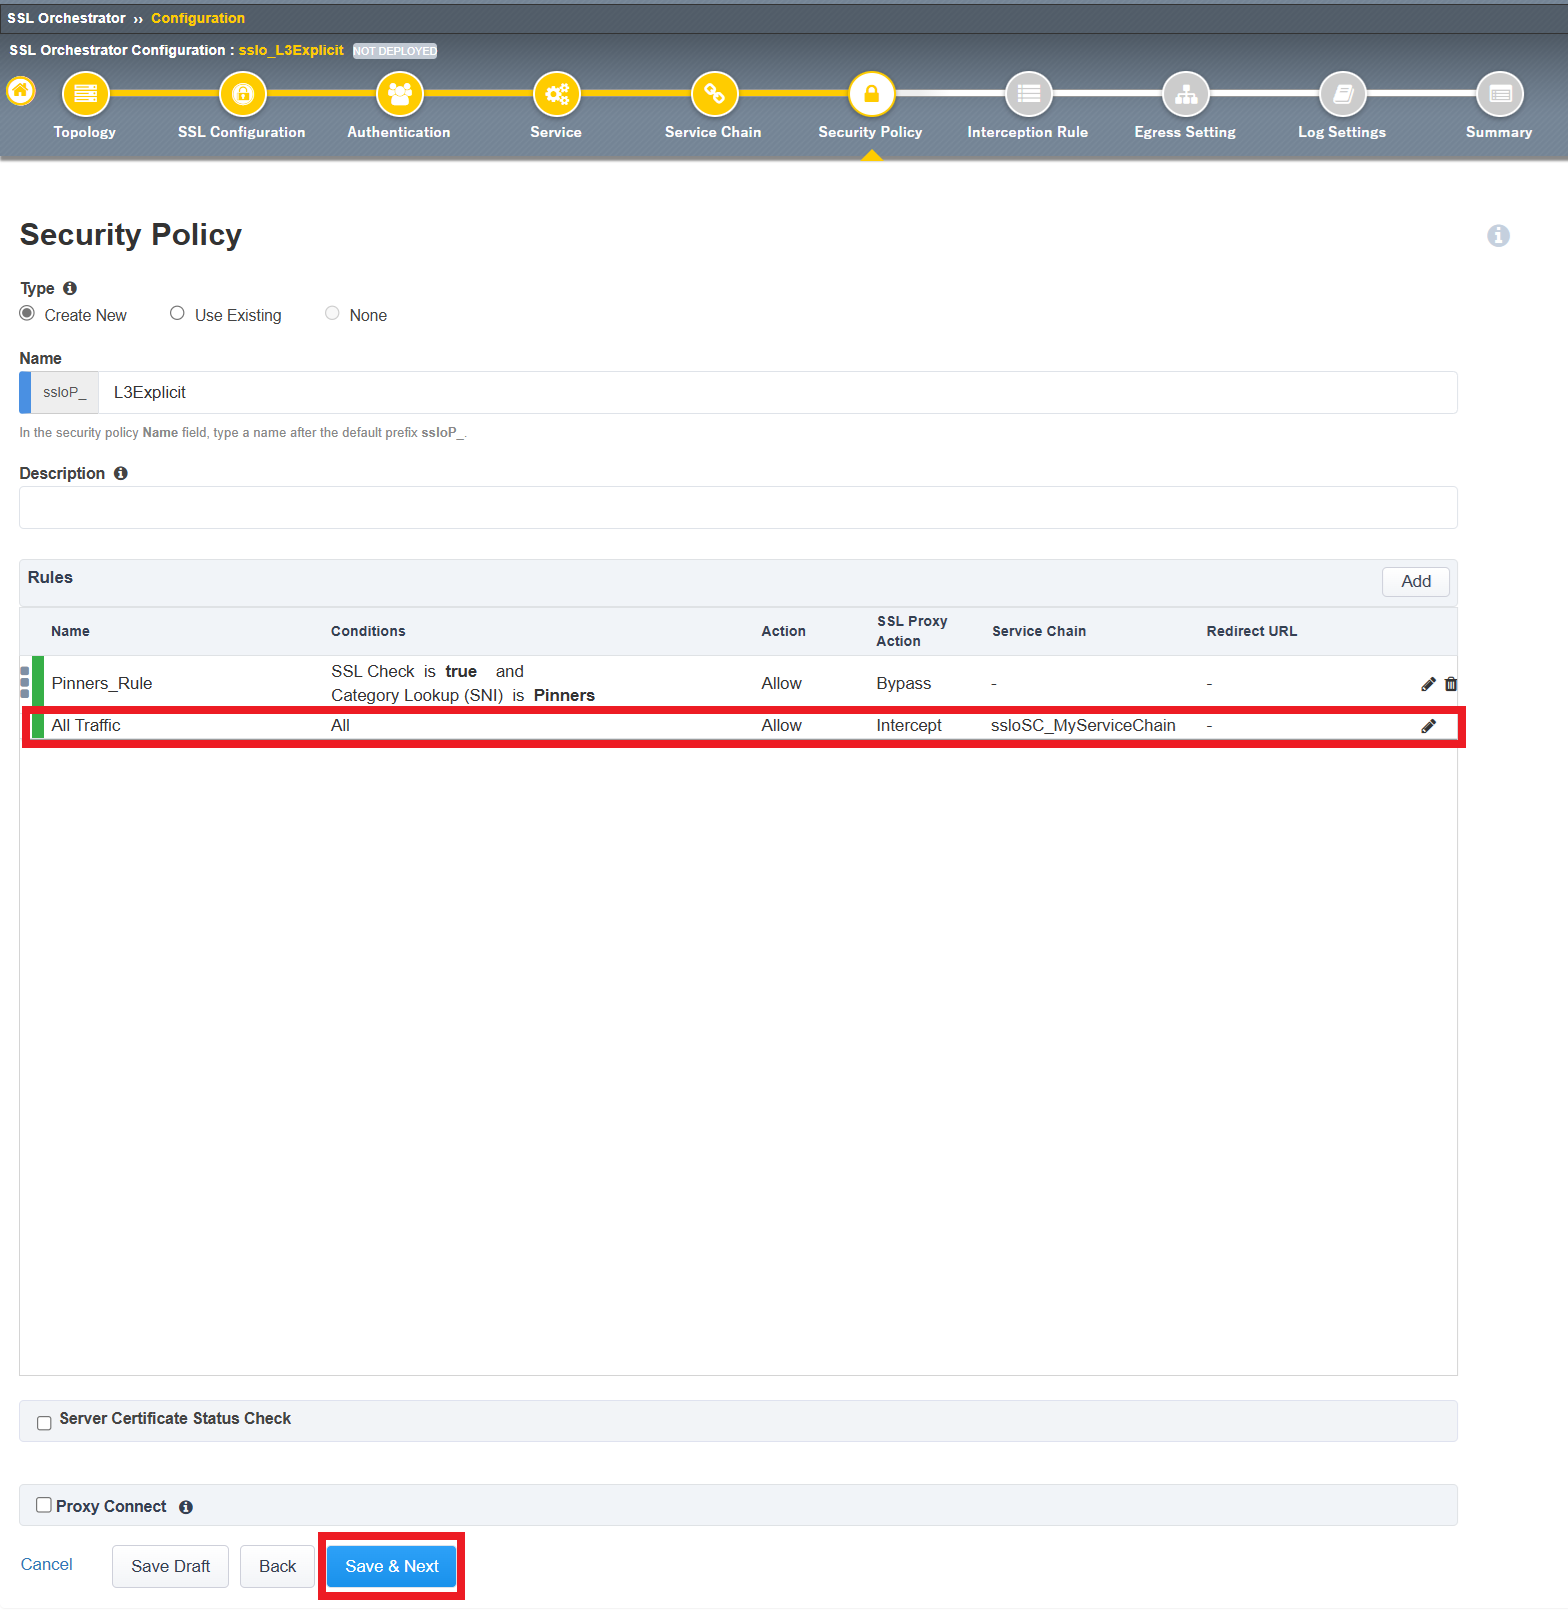 SSL Orchestrator ›› Configuration
SSL Orchestrator Configuration : sslo_L3Explicit NOT DEPLOYED
Topology SSL Configuration Authentication Service Service Chain Security Policy Interception Rule Egress Setting Log Settings Summary
Security Policy
Type
Create New Use Existing None
Name
ssloP_ L3Explicit
In the security policy Name field, type a name after the default prefix ssloP_.
Description
Rules Add
Name Conditions Action SSL Proxy Action Service Chain Redirect URL
Pinners_Rule SSL Check is true and
Category Lookup (SNI) is Pinners Allow Bypass - -
All Traffic All Allow Intercept ssloSC_MyServiceChain -
Server Certificate Status Check
Proxy Connect
Cancel Save Draft Back Save & Next